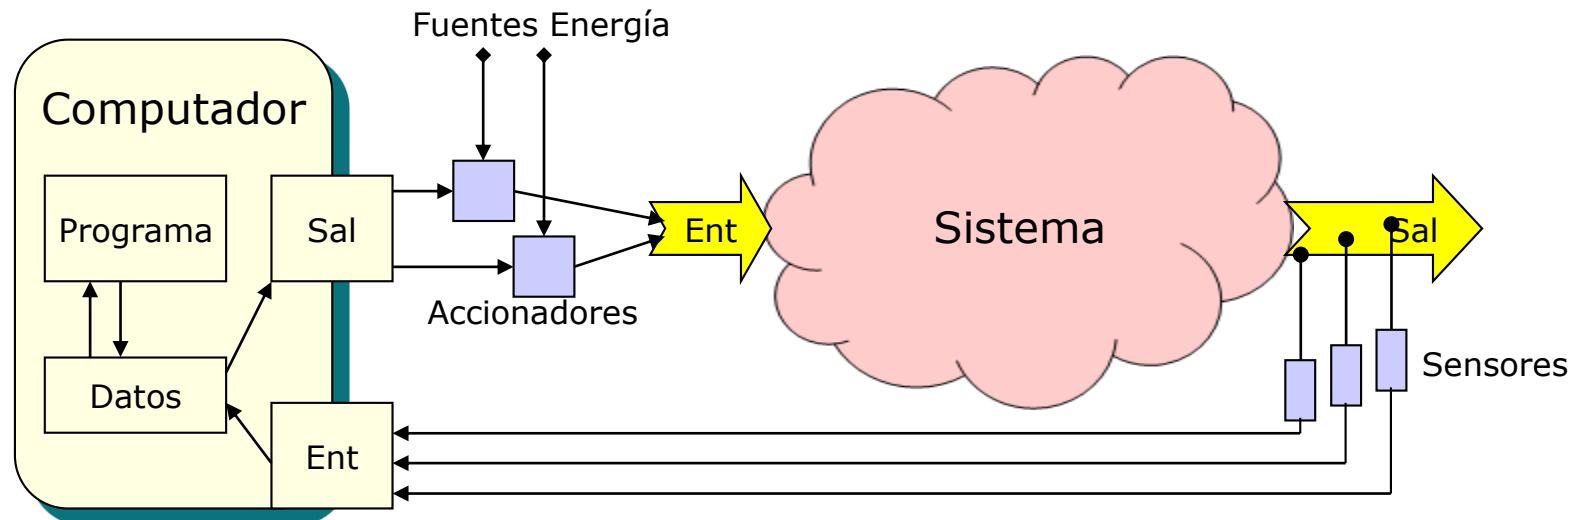 Fuentes Energía
Computador
Programa
Sal
Ent
Sistema
Sal
Accionadores
Datos
Sensores
Ent